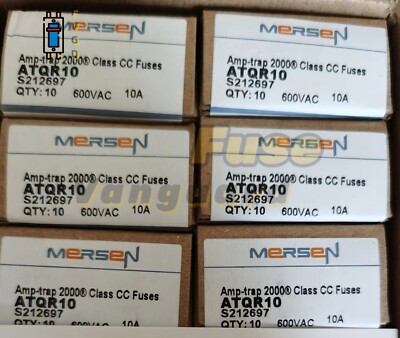 MERSEN
Amp-trap 2000® Class CC Fuses
ATQR10
S212697
QTY: 10 600VAC 10A
MERSEN
Amp-trap 2000® Class CC Fuses
ATQR10
S212697
QTY: 10 600VAC 10A
MERSEN
Amp-trap 2000® Class CC Fuses
ATQR10
S212697
QTY: 10 600VAC 10A
MERSEN
Amp-trap 2000® Class CC Fuses
ATQR10
S212697
QTY: 10 600VAC 10A
MERSEN
Amp-trap 2000® Class CC Fuses
ATQR10
S212697
QTY: 10 600VAC 10A
MERSEN
Amp-trap 2000® Class CC Fuses
ATQR10
S212697
QTY: 10 600VAC 10A
Fuse
Vanguard